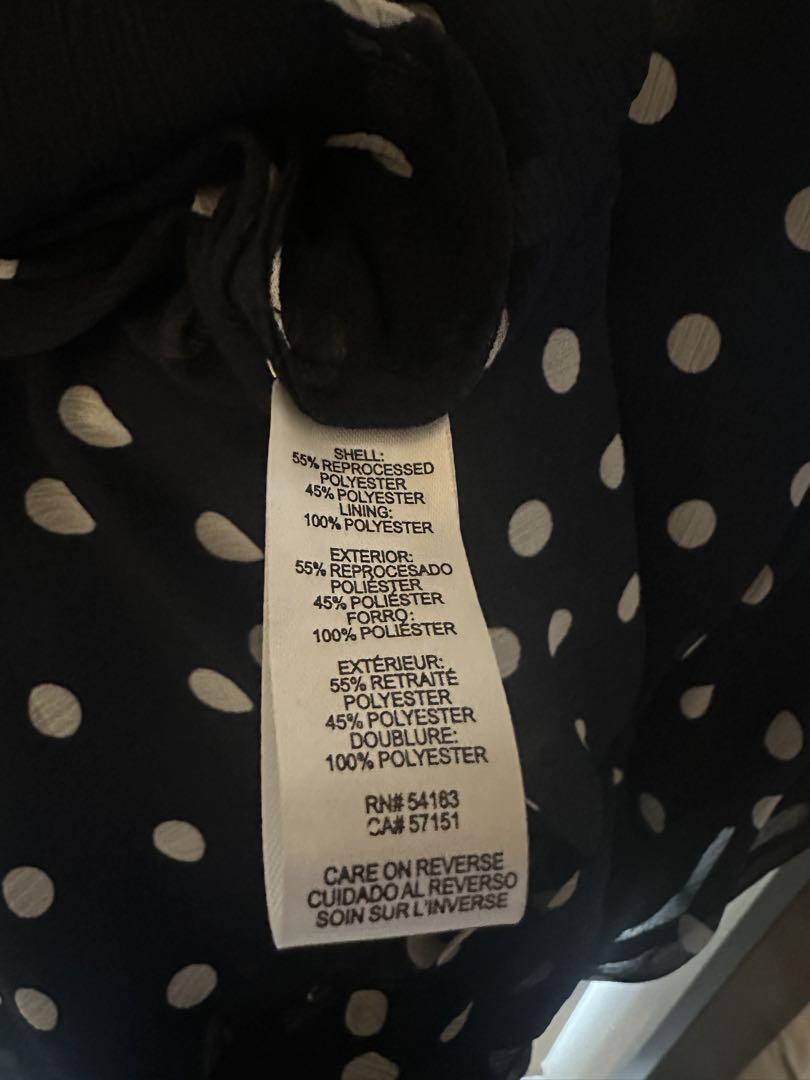 SHELL:
55% REPROCESSED
POLYESTER
45% POLYESTER
LINING:
100% POLYESTER
EXTERIOR:
55% REPROCESADO
POLIÉSTER
45% POLIÉSTER
FORRO:
100% POLIÉSTER
EXTÉRIEUR:
55% RETRAITÉ
POLYESTER
45% POLYESTER
DOUBLURE:
100% POLYESTER
RN# 54163
CA# 57151
CARE ON REVERSE
CUIDADO AL REVERSO
SOIN SUR L'INVERSE